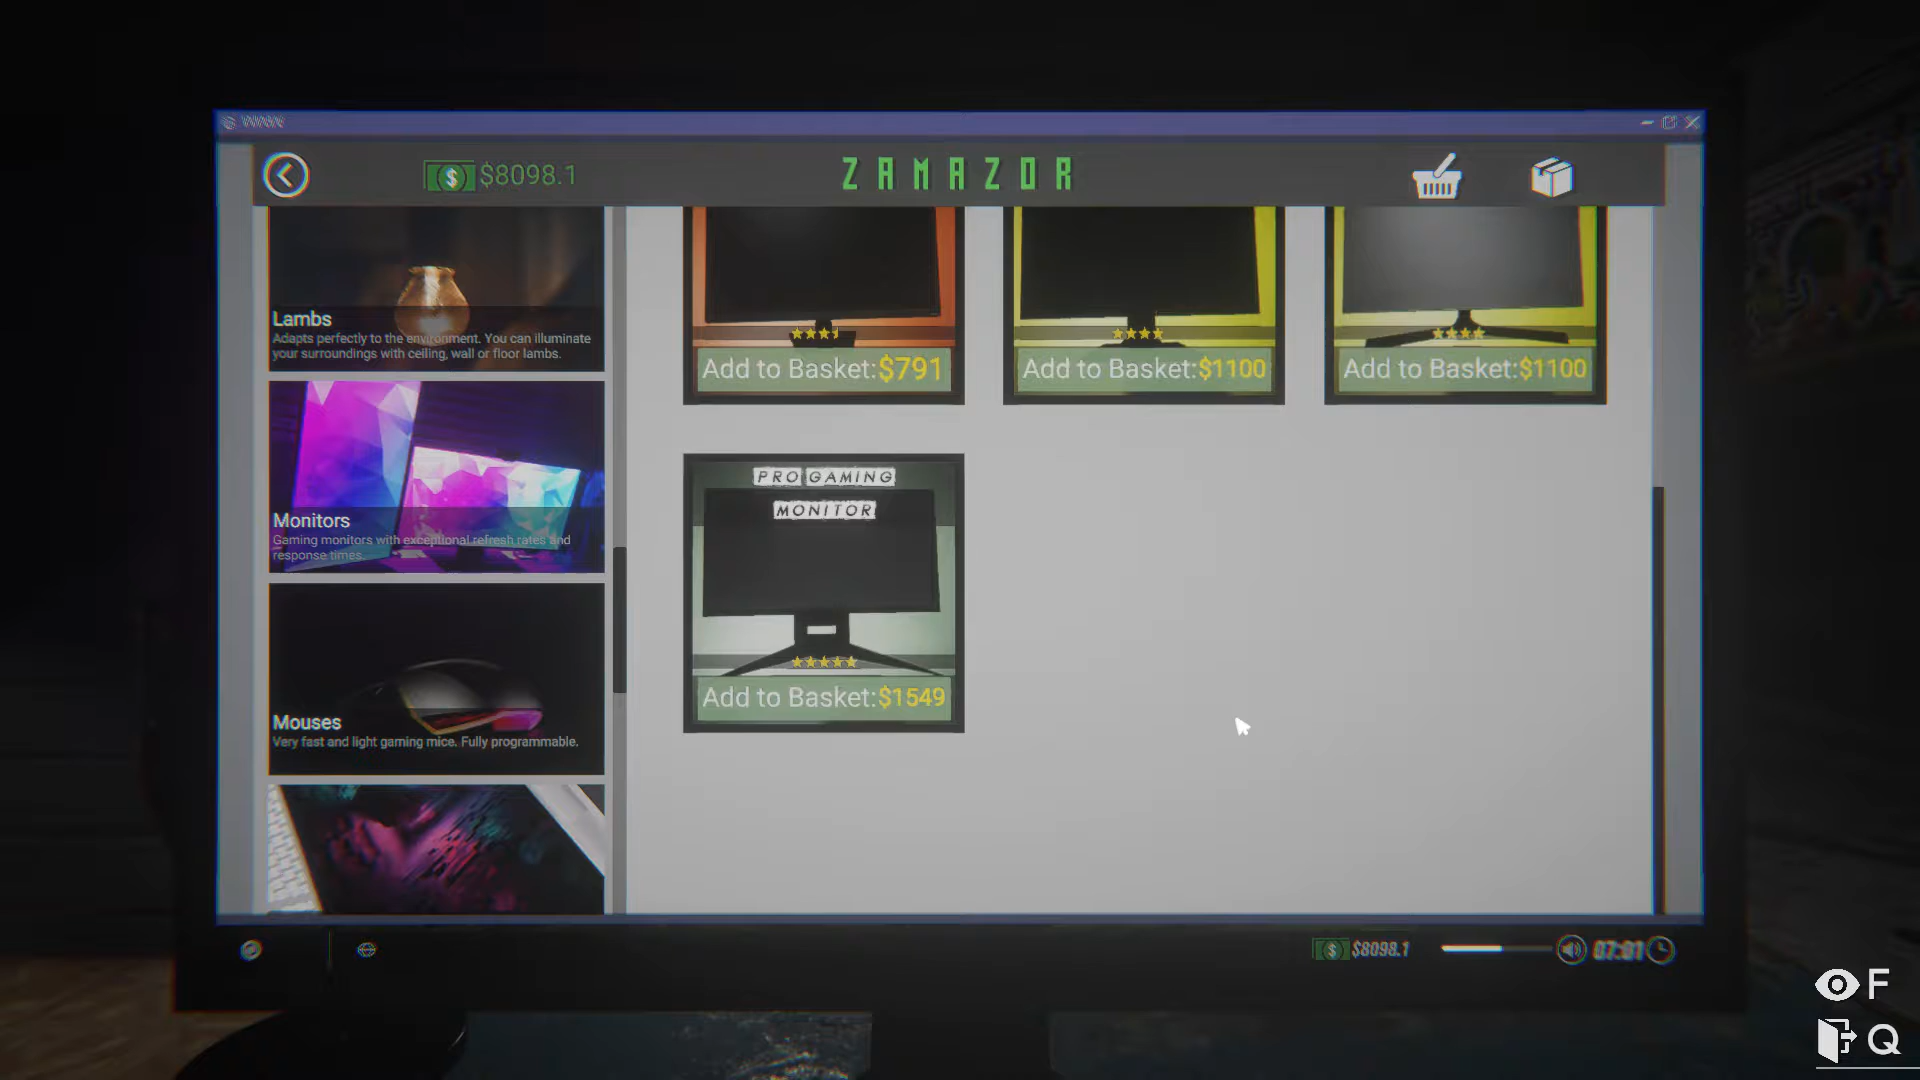 $8098.1
ZAMAZOR
Lambs
Adapts perfectly to the environment. You can illuminate
your surroundings with ceiling, wall or floor lambs.
Monitors
Gaming monitors with exceptional refresh rates and
response times.
Mouses
Very fast and light gaming mice. Fully programmable.
Add to Basket:$791
Add to Basket:$1100
Add to Basket:$1100
PRO GAMING
MONITOR
Add to Basket:$1549
$8098.1
07:01
F
Q